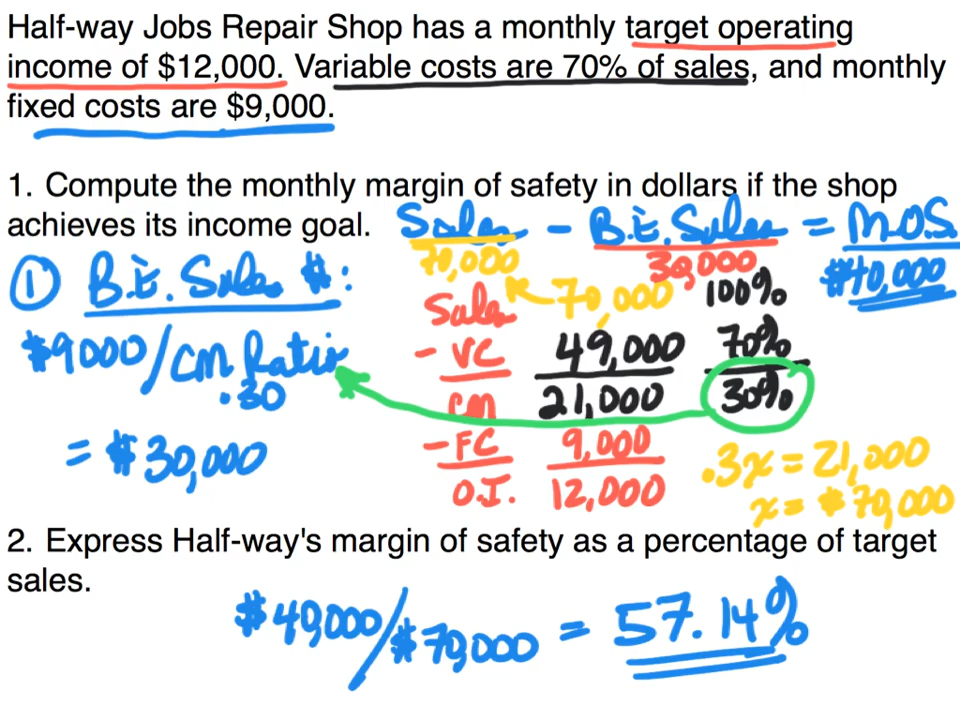 Half-way Jobs Repair Shop has a monthly target operating
income of $12,000. Variable costs are 70% of sales, and monthly
fixed costs are $9,000.
1. Compute the monthly margin of safety in dollars if the shop
achieves its income goal.
Sales - B.E. Sales = M.O.S
70,000 30,000 $40,000
① B.E. Sales $:
$9000/CM Ratio
.30
= $30,000
Sales 70,000 100%
- VC 49,000 70%
CM 21,000 30%
- FC 9,000
O.I. 12,000
.3x = 21,000
x = $70,000
2. Express Half-way's margin of safety as a percentage of target
sales.
$40,000/$70,000 = 57.14%